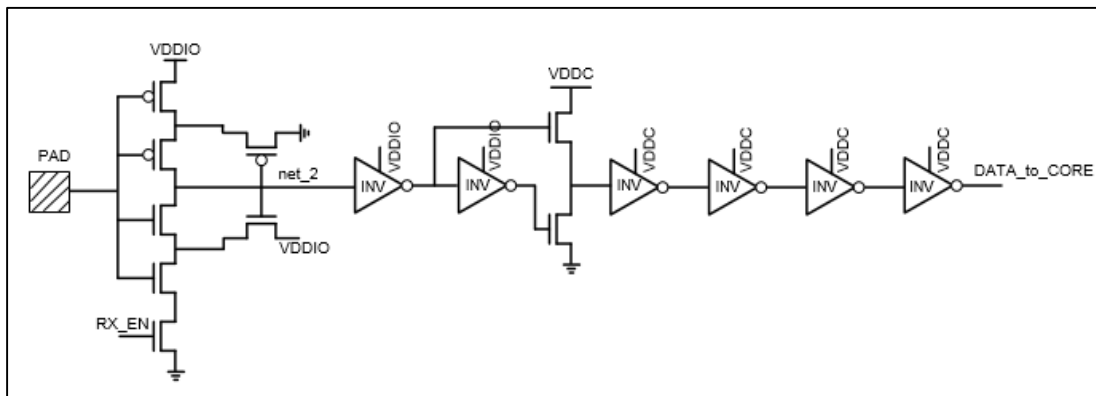 VDDIO
PAD
net_2
VDDIO
RX_EN
INV
VDDIO
INV
VDDIO
VDDC
INV
VDDC
INV
VDDC
INV
VDDC
INV
VDDC
DATA_to_CORE